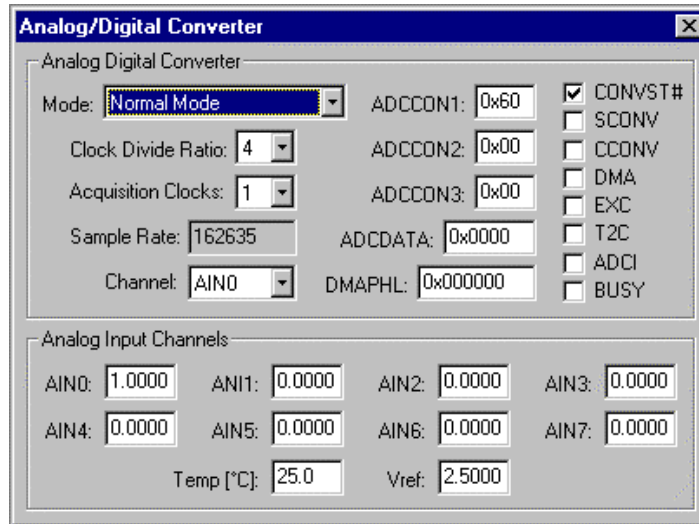 Analog/Digital Converter
Analog Digital Converter
Mode: Normal Mode ADCCON1: 0x60 CONVST#
SCONV
Clock Divide Ratio: 4 ADCCON2: 0x00 CCONV
DMA
Acquisition Clocks: 1 ADCCON3: 0x00 EXC
Sample Rate: 162635 ADCDATA: 0x0000 T2C
ADCI
Channel: AIN0 DMAPHL: 0x000000 BUSY
Analog Input Channels
AIN0: 1.0000 ANI1: 0.0000 AIN2: 0.0000 AIN3: 0.0000
AIN4: 0.0000 AIN5: 0.0000 AIN6: 0.0000 AIN7: 0.0000
Temp [°C]: 25.0 Vref: 2.5000